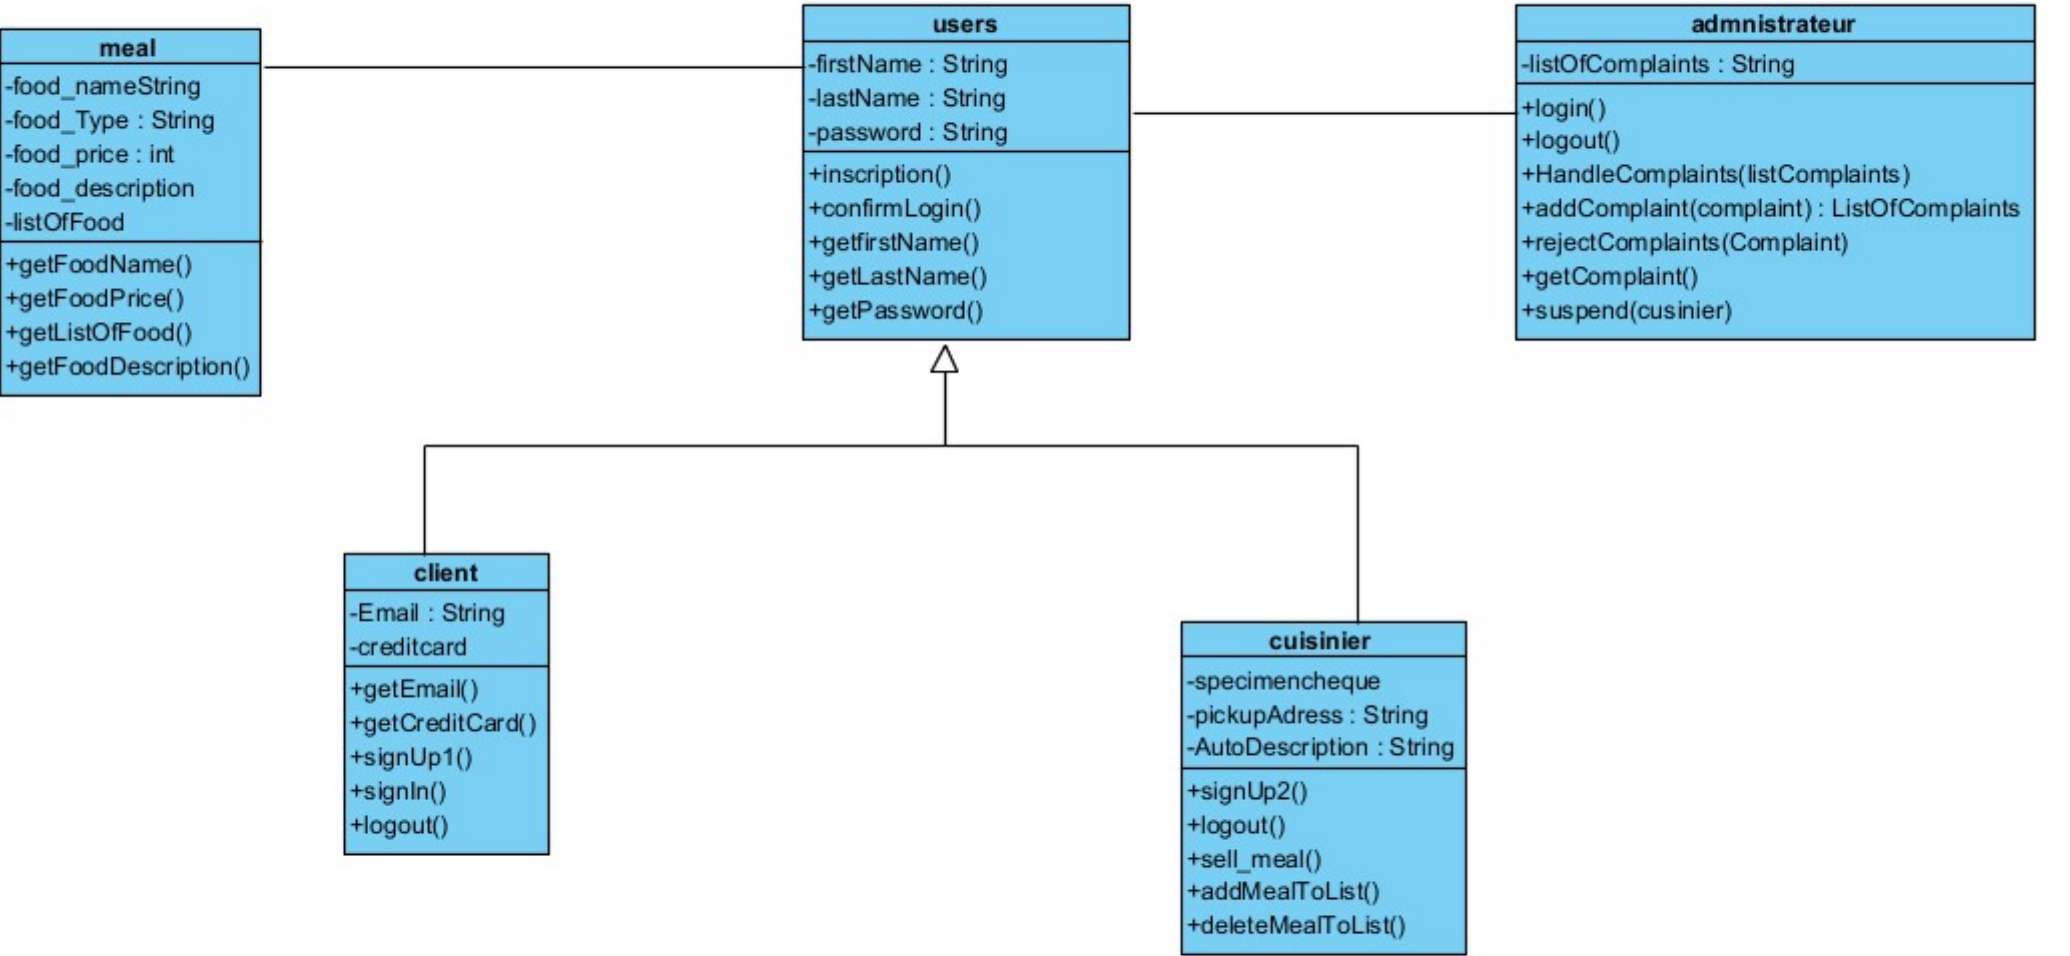 meal
-food_nameString
-food_Type : String
-food_price : int
-food_description
-listOfFood
+getFoodName()
+getFoodPrice()
+getListOfFood()
+getFoodDescription()
users
-firstName : String
-lastName : String
-password : String
+inscription()
+confirmLogin()
+getfirstName()
+getLastName()
+getPassword()
admnistrateur
-listOfComplaints : String
+login()
+logout()
+HandleComplaints(listComplaints)
+addComplaint(complaint) : ListOfComplaints
+rejectComplaints(Complaint)
+getComplaint()
+suspend(cusinier)
client
-Email : String
-creditcard
+getEmail()
+getCreditCard()
+signUp1()
+signIn()
+logout()
cuisinier
-specimencheque
-pickupAdress : String
-AutoDescription : String
+signUp2()
+logout()
+sell_meal()
+addMealToList()
+deleteMealToList()